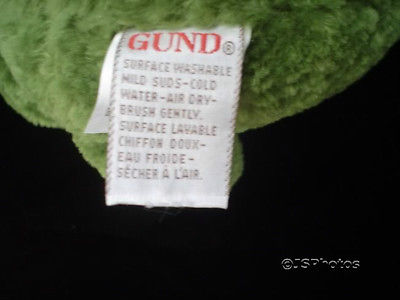 GUND®
SURFACE WASHABLE
MILD SUDS-COLD
WATER-AIR DRY-
BRUSH GENTLY.
SURFACE LAVABLE
CHIFFON DOUX-
EAU FROIDE-
SÉCHER À L'AIR.
©JSPhotos